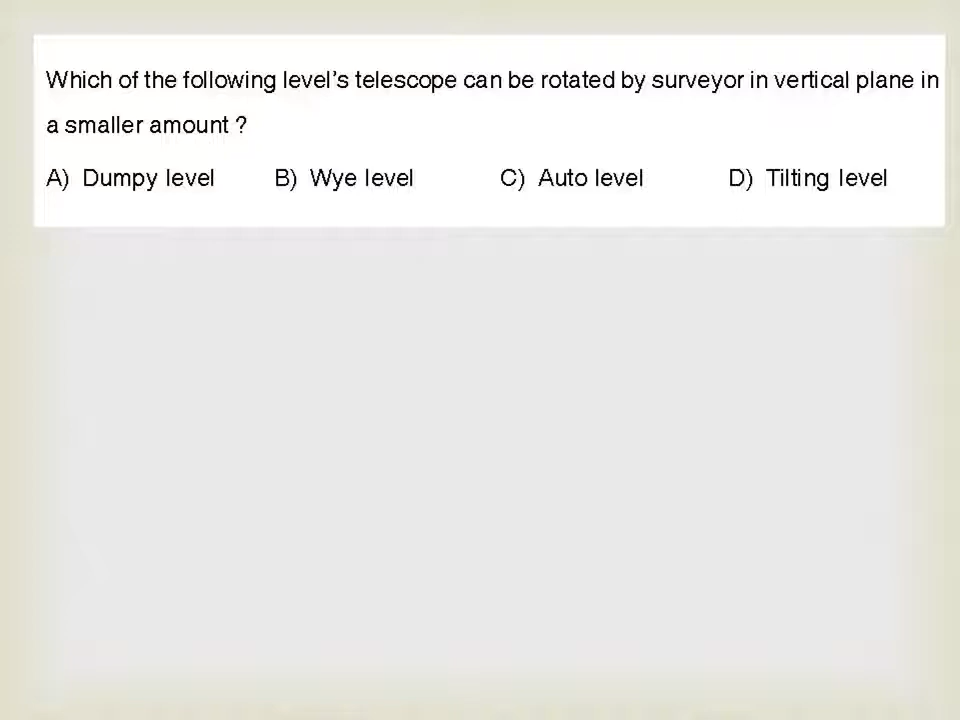 Which of the following level's telescope can be rotated by surveyor in vertical plane in
a smaller amount ?
A) Dumpy level B) Wye level C) Auto level D) Tilting level